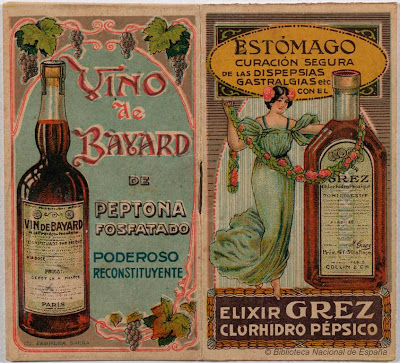 VINO
de
BAYARD
DE
PEPTONA
FOSFATADO
PODEROSO
RECONSTITUYENTE
VIN DE BAYARD
PARIS
ESTÓMAGO
CURACIÓN SEGURA
DE LAS DISPEPSIAS
GASTRALGIAS etc
CON EL
GREZ
COLLIN & Cie
ELIXIR GREZ
CLORHIDRO PÉPSICO
© Biblioteca Nacional de España